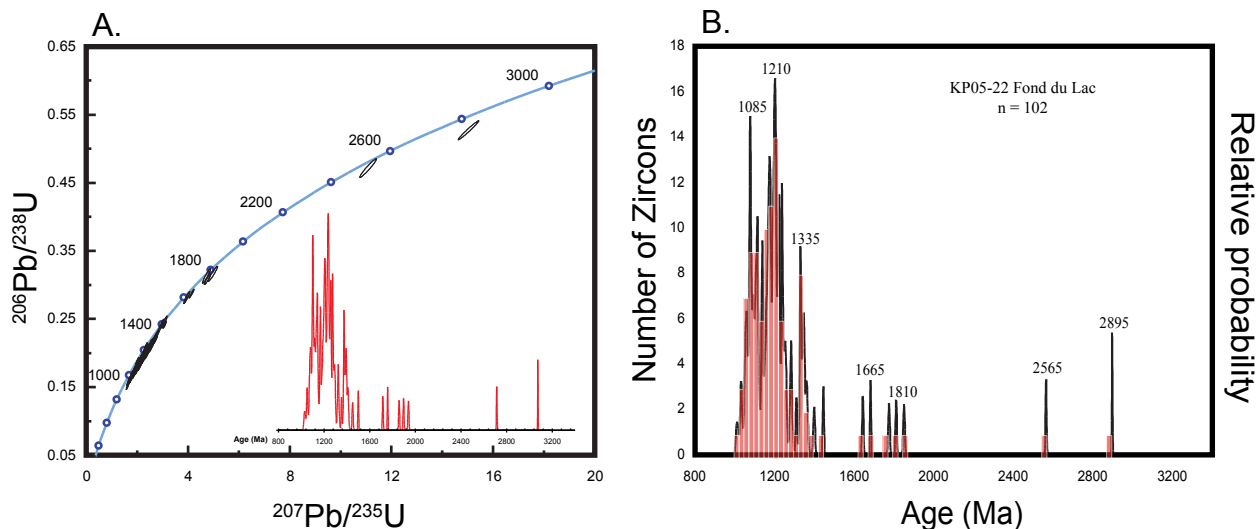 A.
0.65
0.55
0.45
0.35
0.25
0.15
0.05
206Pb/238U
3000
2600
2200
1800
1400
1000
Age (Ma)
800 1200 1600 2000 2400 2800 3200
0 4 8 12 16 20
207Pb/235U
B.
18
16
14
12
10
8
6
4
2
0
Number of Zircons
1210
1085
KP05-22 Fond du Lac
n = 102
1335
1665
1810
2565
2895
800 1200 1600 2000 2400 2800 3200
Age (Ma)
Relative probability